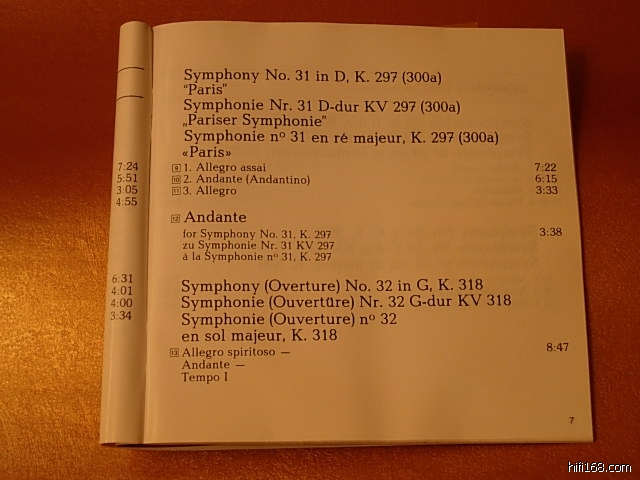 7:24
5:51
3:05
4:55
6:31
4:01
4:00
3:34
Symphony No. 31 in D, K. 297 (300a)
"Paris"
Symphonie Nr. 31 D-dur KV 297 (300a)
„Pariser Symphonie"
Symphonie nº 31 en ré majeur, K. 297 (300a)
«Paris»
9 1. Allegro assai 7:22
10 2. Andante (Andantino) 6:15
11 3. Allegro 3:33
12 Andante
for Symphony No. 31, K. 297 3:38
zu Symphonie Nr. 31 KV 297
à la Symphonie nº 31, K. 297
Symphony (Overture) No. 32 in G, K. 318
Symphonie (Ouvertüre) Nr. 32 G-dur KV 318
Symphonie (Ouverture) nº 32
en sol majeur, K. 318
13 Allegro spiritoso — 8:47
Andante —
Tempo I
7
hifi168.com